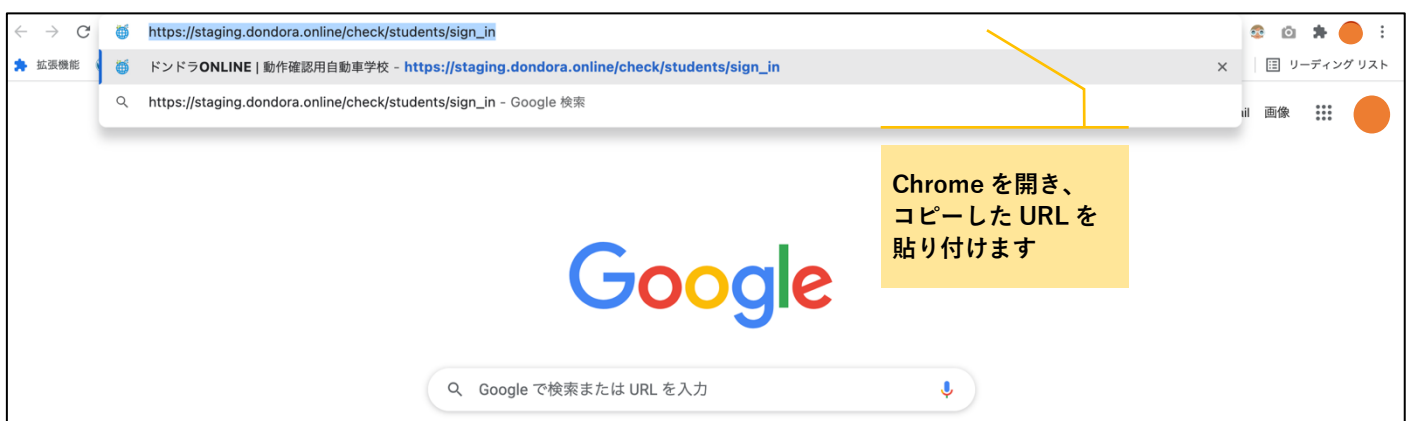 https://staging.dondora.online/check/students/sign_in
拡張機能
ドンドラONLINE | 動作確認用自動車学校 - https://staging.dondora.online/check/students/sign_in
リーディング リスト
https://staging.dondora.online/check/students/sign_in - Google 検索
画像
Chrome を開き、
コピーした URL を
貼り付けます
Google
Google で検索または URL を入力